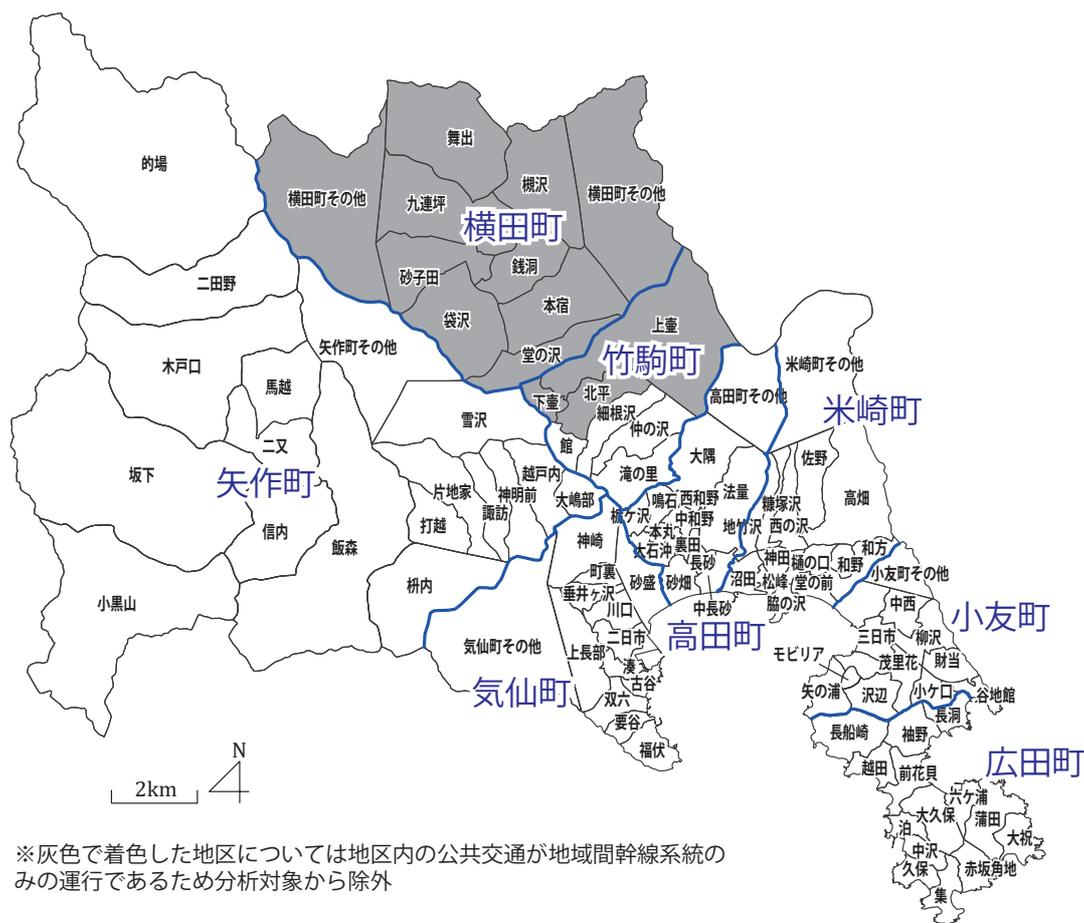 的場
横田町その他
舞出
槻沢
横田町その他
九連坪
横田町
銭洞
砂子田
本宿
袋沢
堂の沢
二田野
木戸口
矢作町その他
馬越
二又
坂下
矢作町
信内
飯森
小黒山
上壷
竹駒町
下壷
北平
細根沢
仲の沢
館
滝の里
雪沢
越戸内
片地家
神明前
諏訪
打越
大嶋部
枡内
米崎町その他
高田町その他
米崎町
大隅
佐野
法量
高畑
糠塚沢
鳴石
西和野
栃ケ沢
中和野
地竹沢
西の沢
本丸
裏田
大石沖
長砂
神崎
神田
樋の口
和方
和野
小友町その他
町裏
砂盛
砂畑
沼田
松峰
堂の前
垂井ヶ沢
川口
中長砂
脇の沢
中西
小友町
高田町
気仙町その他
二日市
上長部
湊
古谷
気仙町
双六
要谷
福伏
三日市
柳沢
モビリア
茂里花
財当
矢の浦
沢辺
小ケ口
谷地館
長洞
長船崎
袖野
広田町
越田
前花貝
六ケ浦
大久保
蒲田
泊
大祝
中沢
久保
赤坂角地
集
N
2km
※灰色で着色した地区については地区内の公共交通が地域間幹線系統の
みの運行であるため分析対象から除外